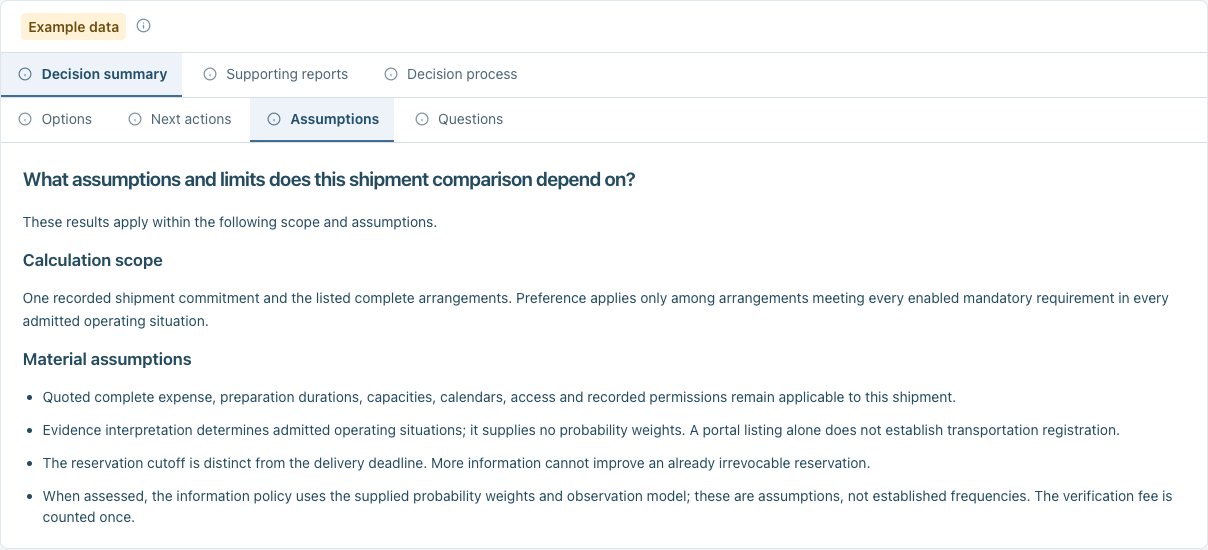 Example data
Decision summary
Supporting reports
Decision process
Options
Next actions
Assumptions
Questions
What assumptions and limits does this shipment comparison depend on?
These results apply within the following scope and assumptions.
Calculation scope
One recorded shipment commitment and the listed complete arrangements. Preference applies only among arrangements meeting every enabled mandatory requirement in every
admitted operating situation.
Material assumptions
• Quoted complete expense, preparation durations, capacities, calendars, access and recorded permissions remain applicable to this shipment.
• Evidence interpretation determines admitted operating situations; it supplies no probability weights. A portal listing alone does not establish transportation registration.
• The reservation cutoff is distinct from the delivery deadline. More information cannot improve an already irrevocable reservation.
• When assessed, the information policy uses the supplied probability weights and observation model; these are assumptions, not established frequencies. The verification fee is
counted once.